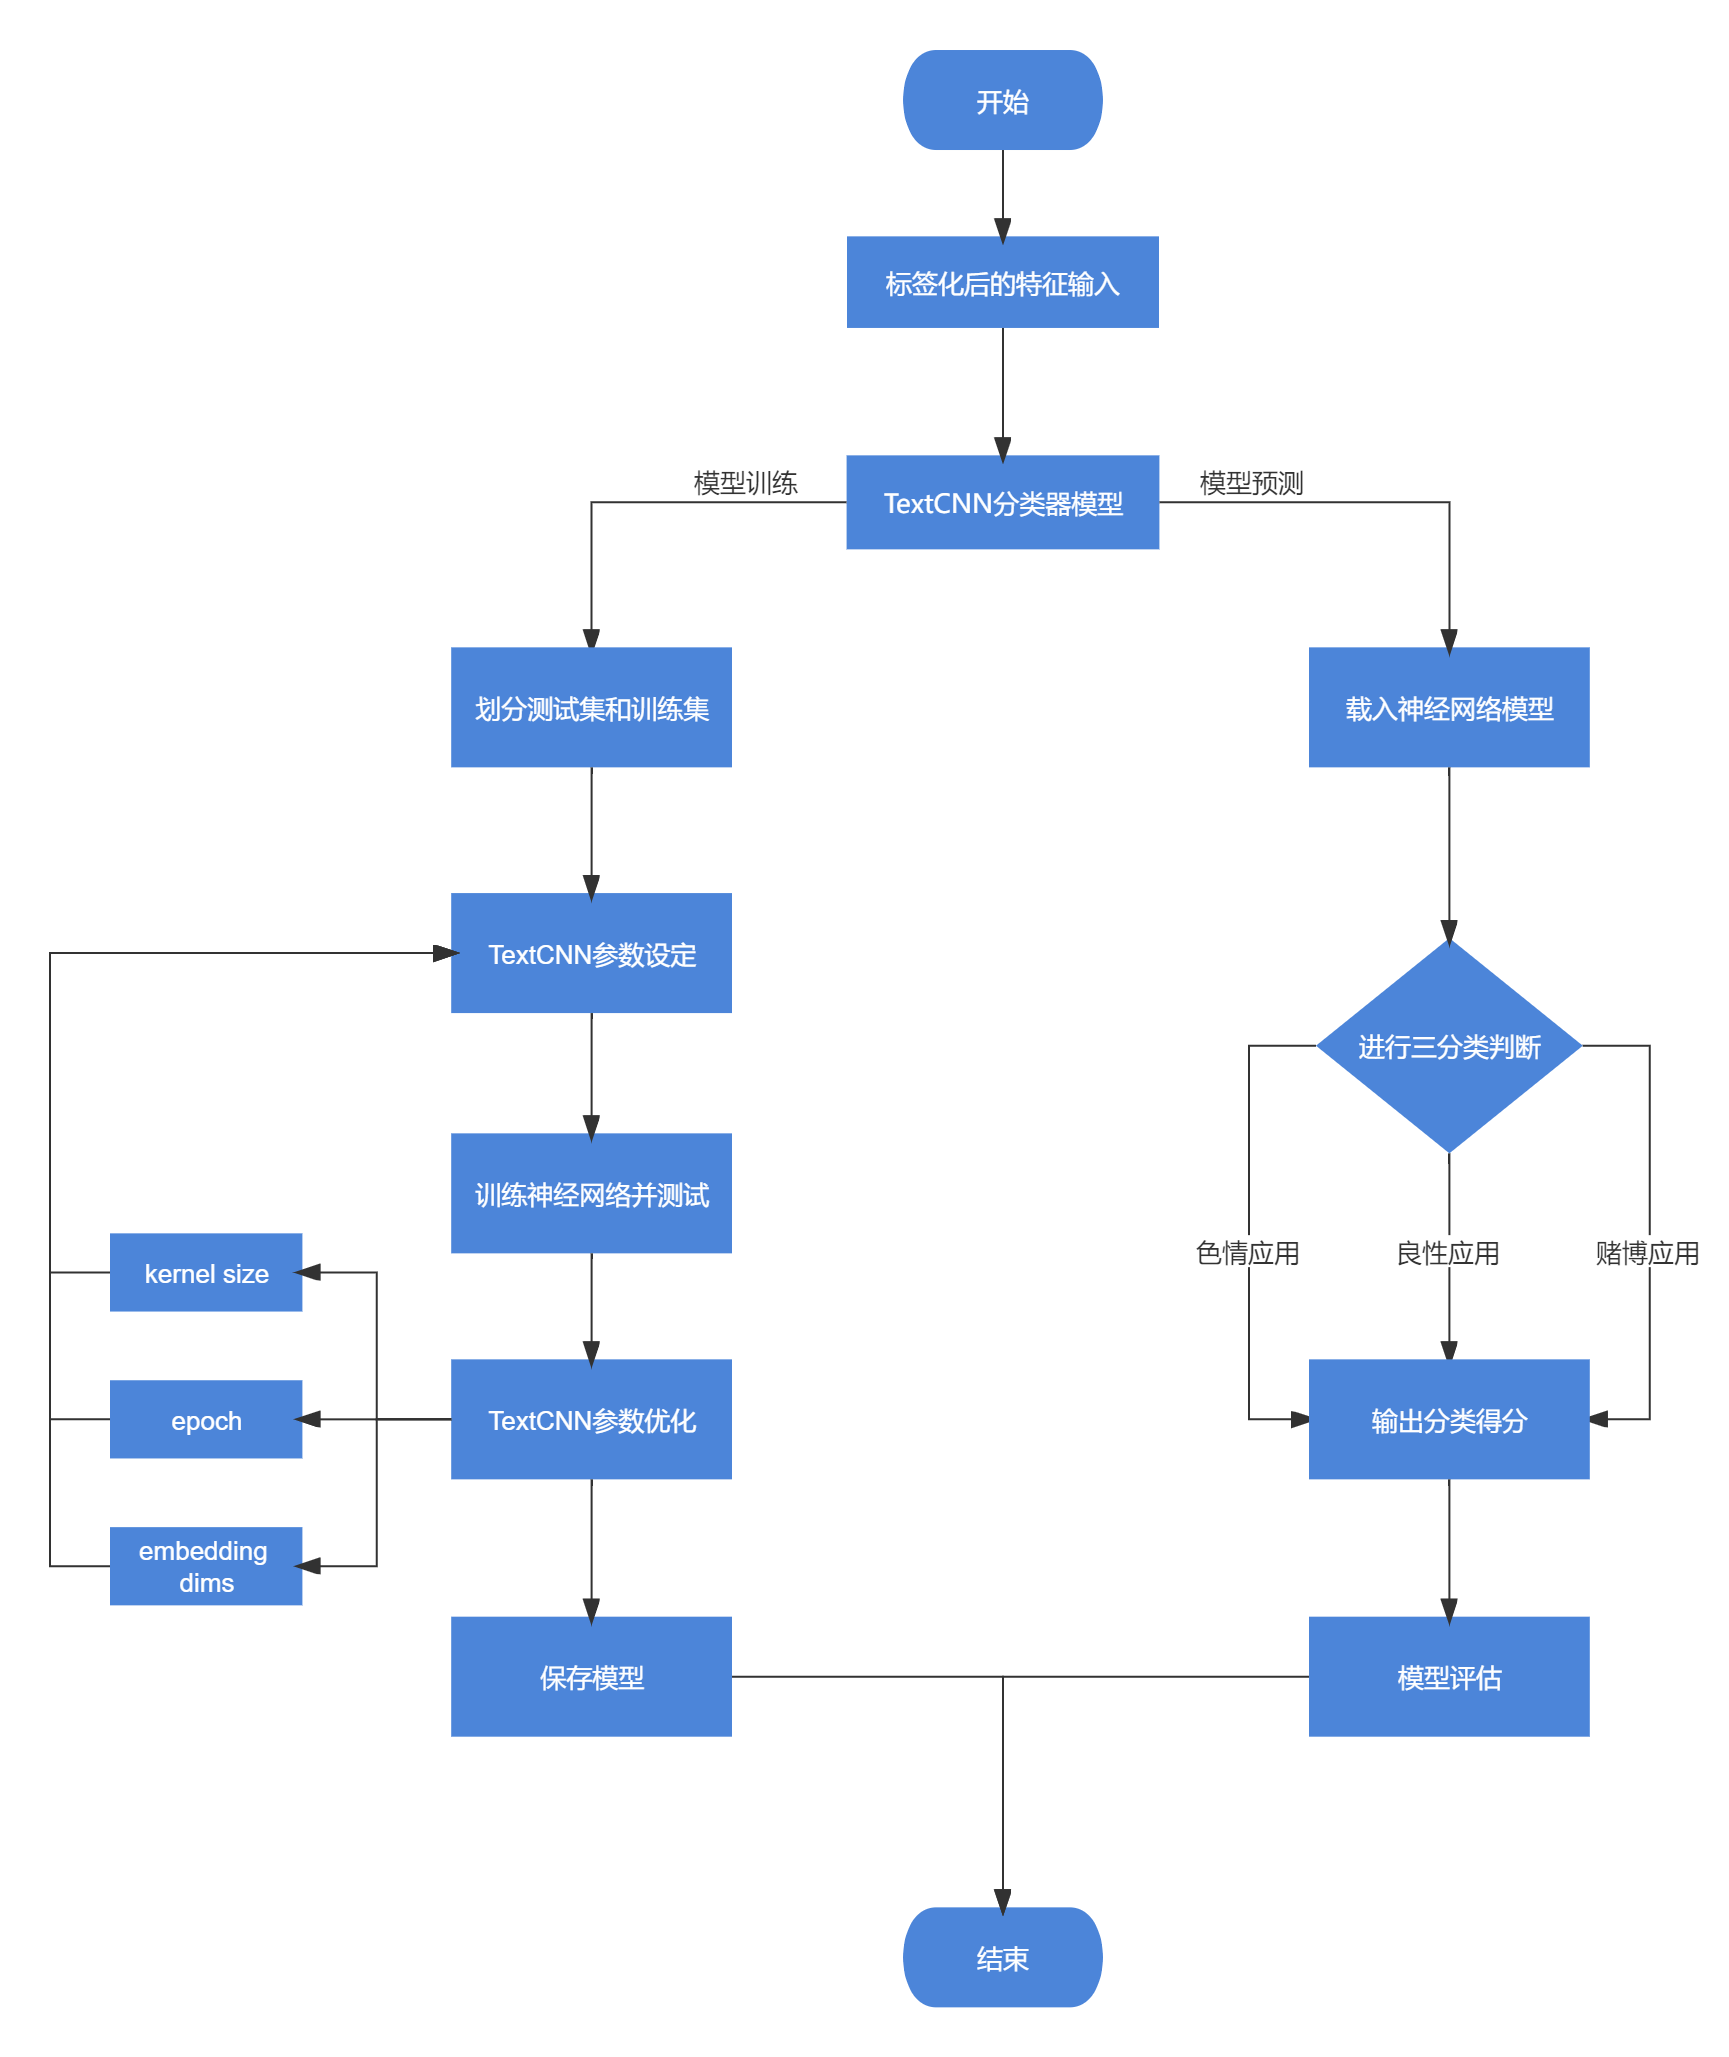 开始
标签化后的特征输入
模型训练
TextCNN分类器模型
模型预测
划分测试集和训练集
载入神经网络模型
TextCNN参数设定
进行三分类判断
训练神经网络并测试
kernel size
色情应用
良性应用
赌博应用
epoch
TextCNN参数优化
输出分类得分
embedding
dims
保存模型
模型评估
结束